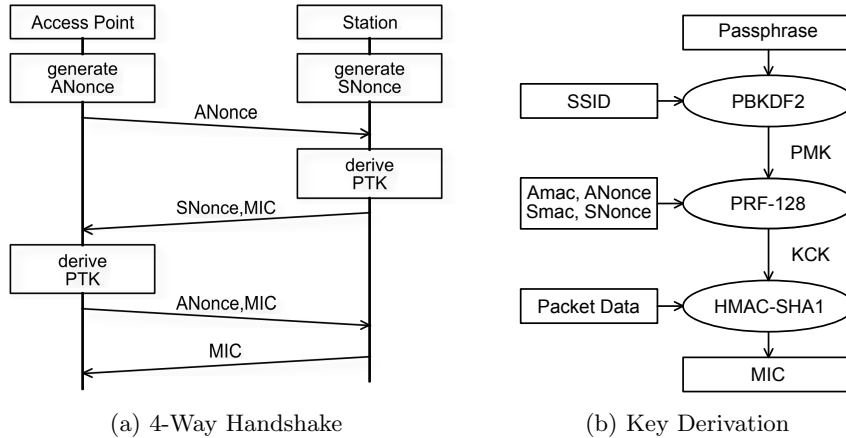 Access Point
Station
generate
ANonce
generate
SNonce
ANonce
derive
PTK
SNonce,MIC
derive
PTK
ANonce,MIC
MIC
(a) 4-Way Handshake
Passphrase
SSID
PBKDF2
PMK
Amac, ANonce
Smac, SNonce
PRF-128
KCK
Packet Data
HMAC-SHA1
MIC
(b) Key Derivation